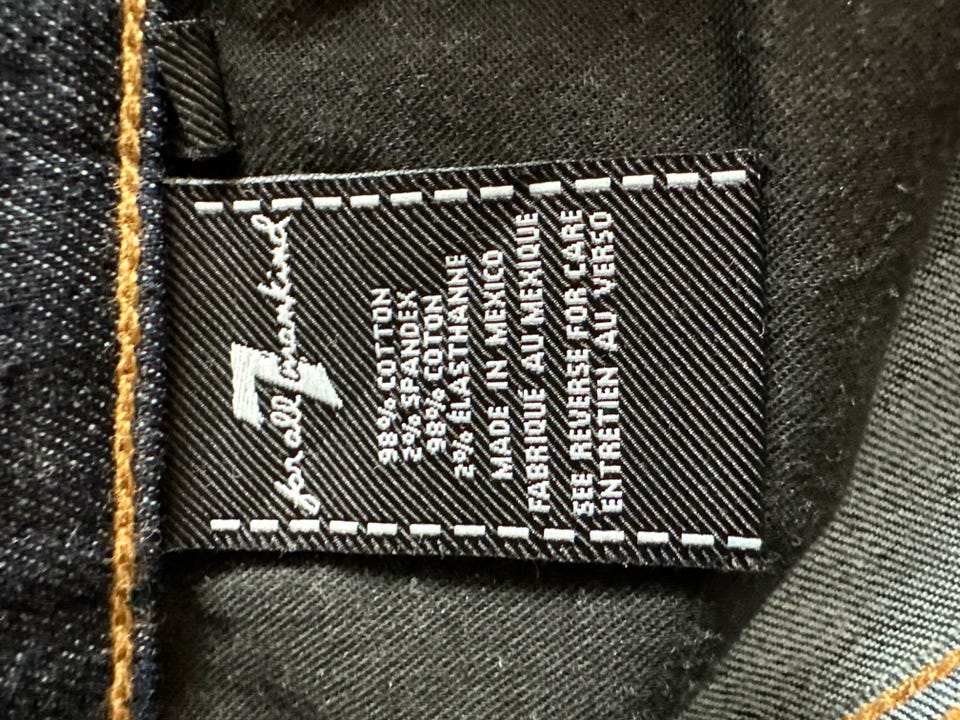 7
for all mankind
98% COTTON
2% SPANDEX
98% COTON
2% ÉLASTHANNE
MADE IN MEXICO
FABRIQUÉ AU MEXIQUE
SEE REVERSE FOR CARE
ENTRETIEN AU VERSO